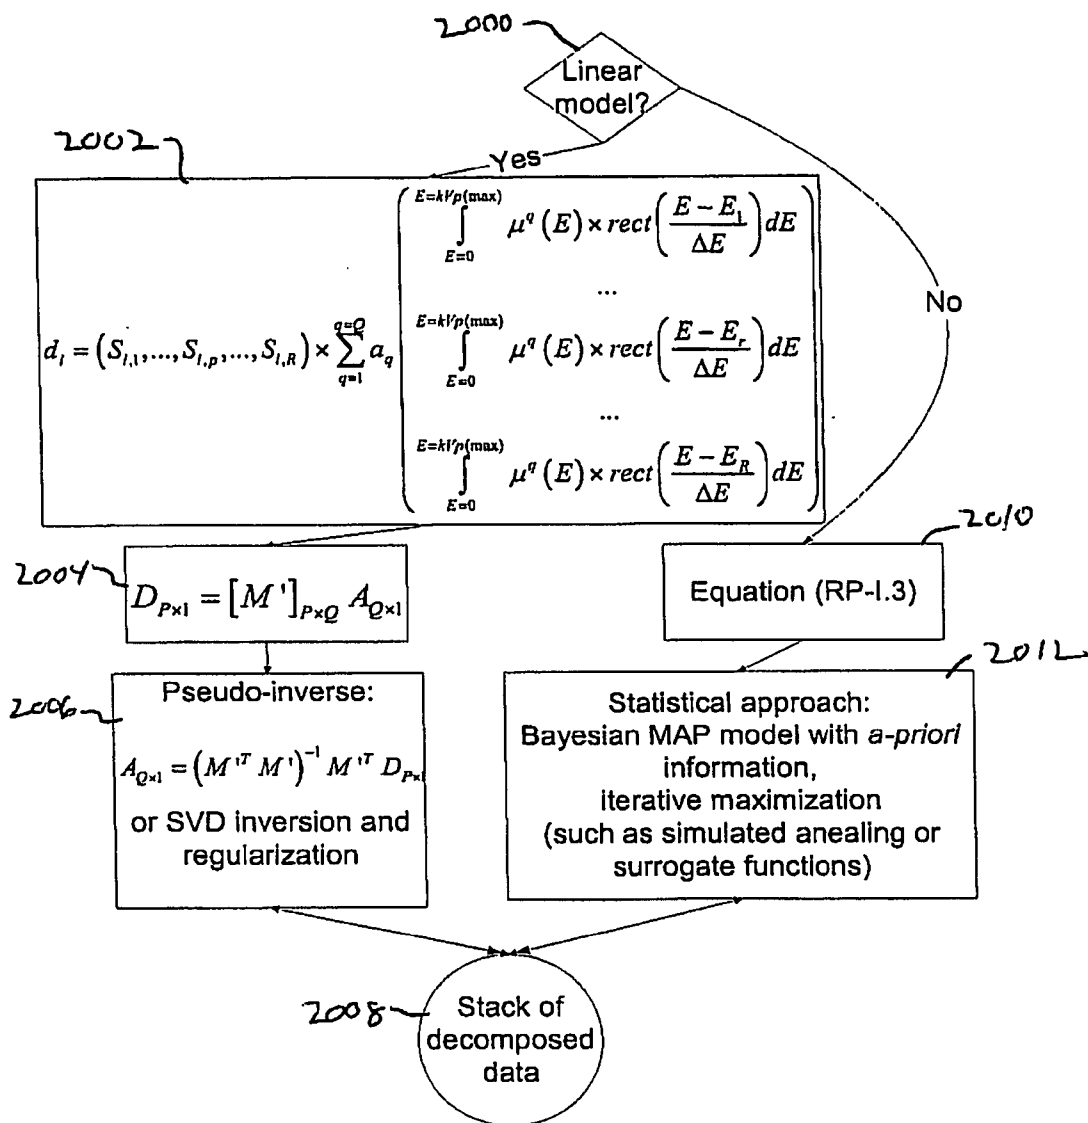 2000
Linear
model?
2002
Yes
No
E=kVp(max)
∫ μ^q (E) × rect((E − E_1)/ΔE) dE
E=0
...
d_l = (S_{l,1},...,S_{l,p},...,S_{l,R}) × ∑_{q=1}^{q=Q} a_q
E=kVp(max)
∫ μ^q (E) × rect((E − E_r)/ΔE) dE
E=0
...
E=kVp(max)
∫ μ^q (E) × rect((E − E_R)/ΔE) dE
E=0
2004
D_{P×1} = [M']_{P×Q} A_{Q×1}
2010
Equation (RP-I.3)
2006
Pseudo-inverse:
A_{Q×1} = (M'^T M')^{-1} M'^T D_{P×1}
or SVD inversion and
regularization
2012
Statistical approach:
Bayesian MAP model with a-priori
information,
iterative maximization
(such as simulated anealing or
surrogate functions)
2008
Stack of
decomposed
data